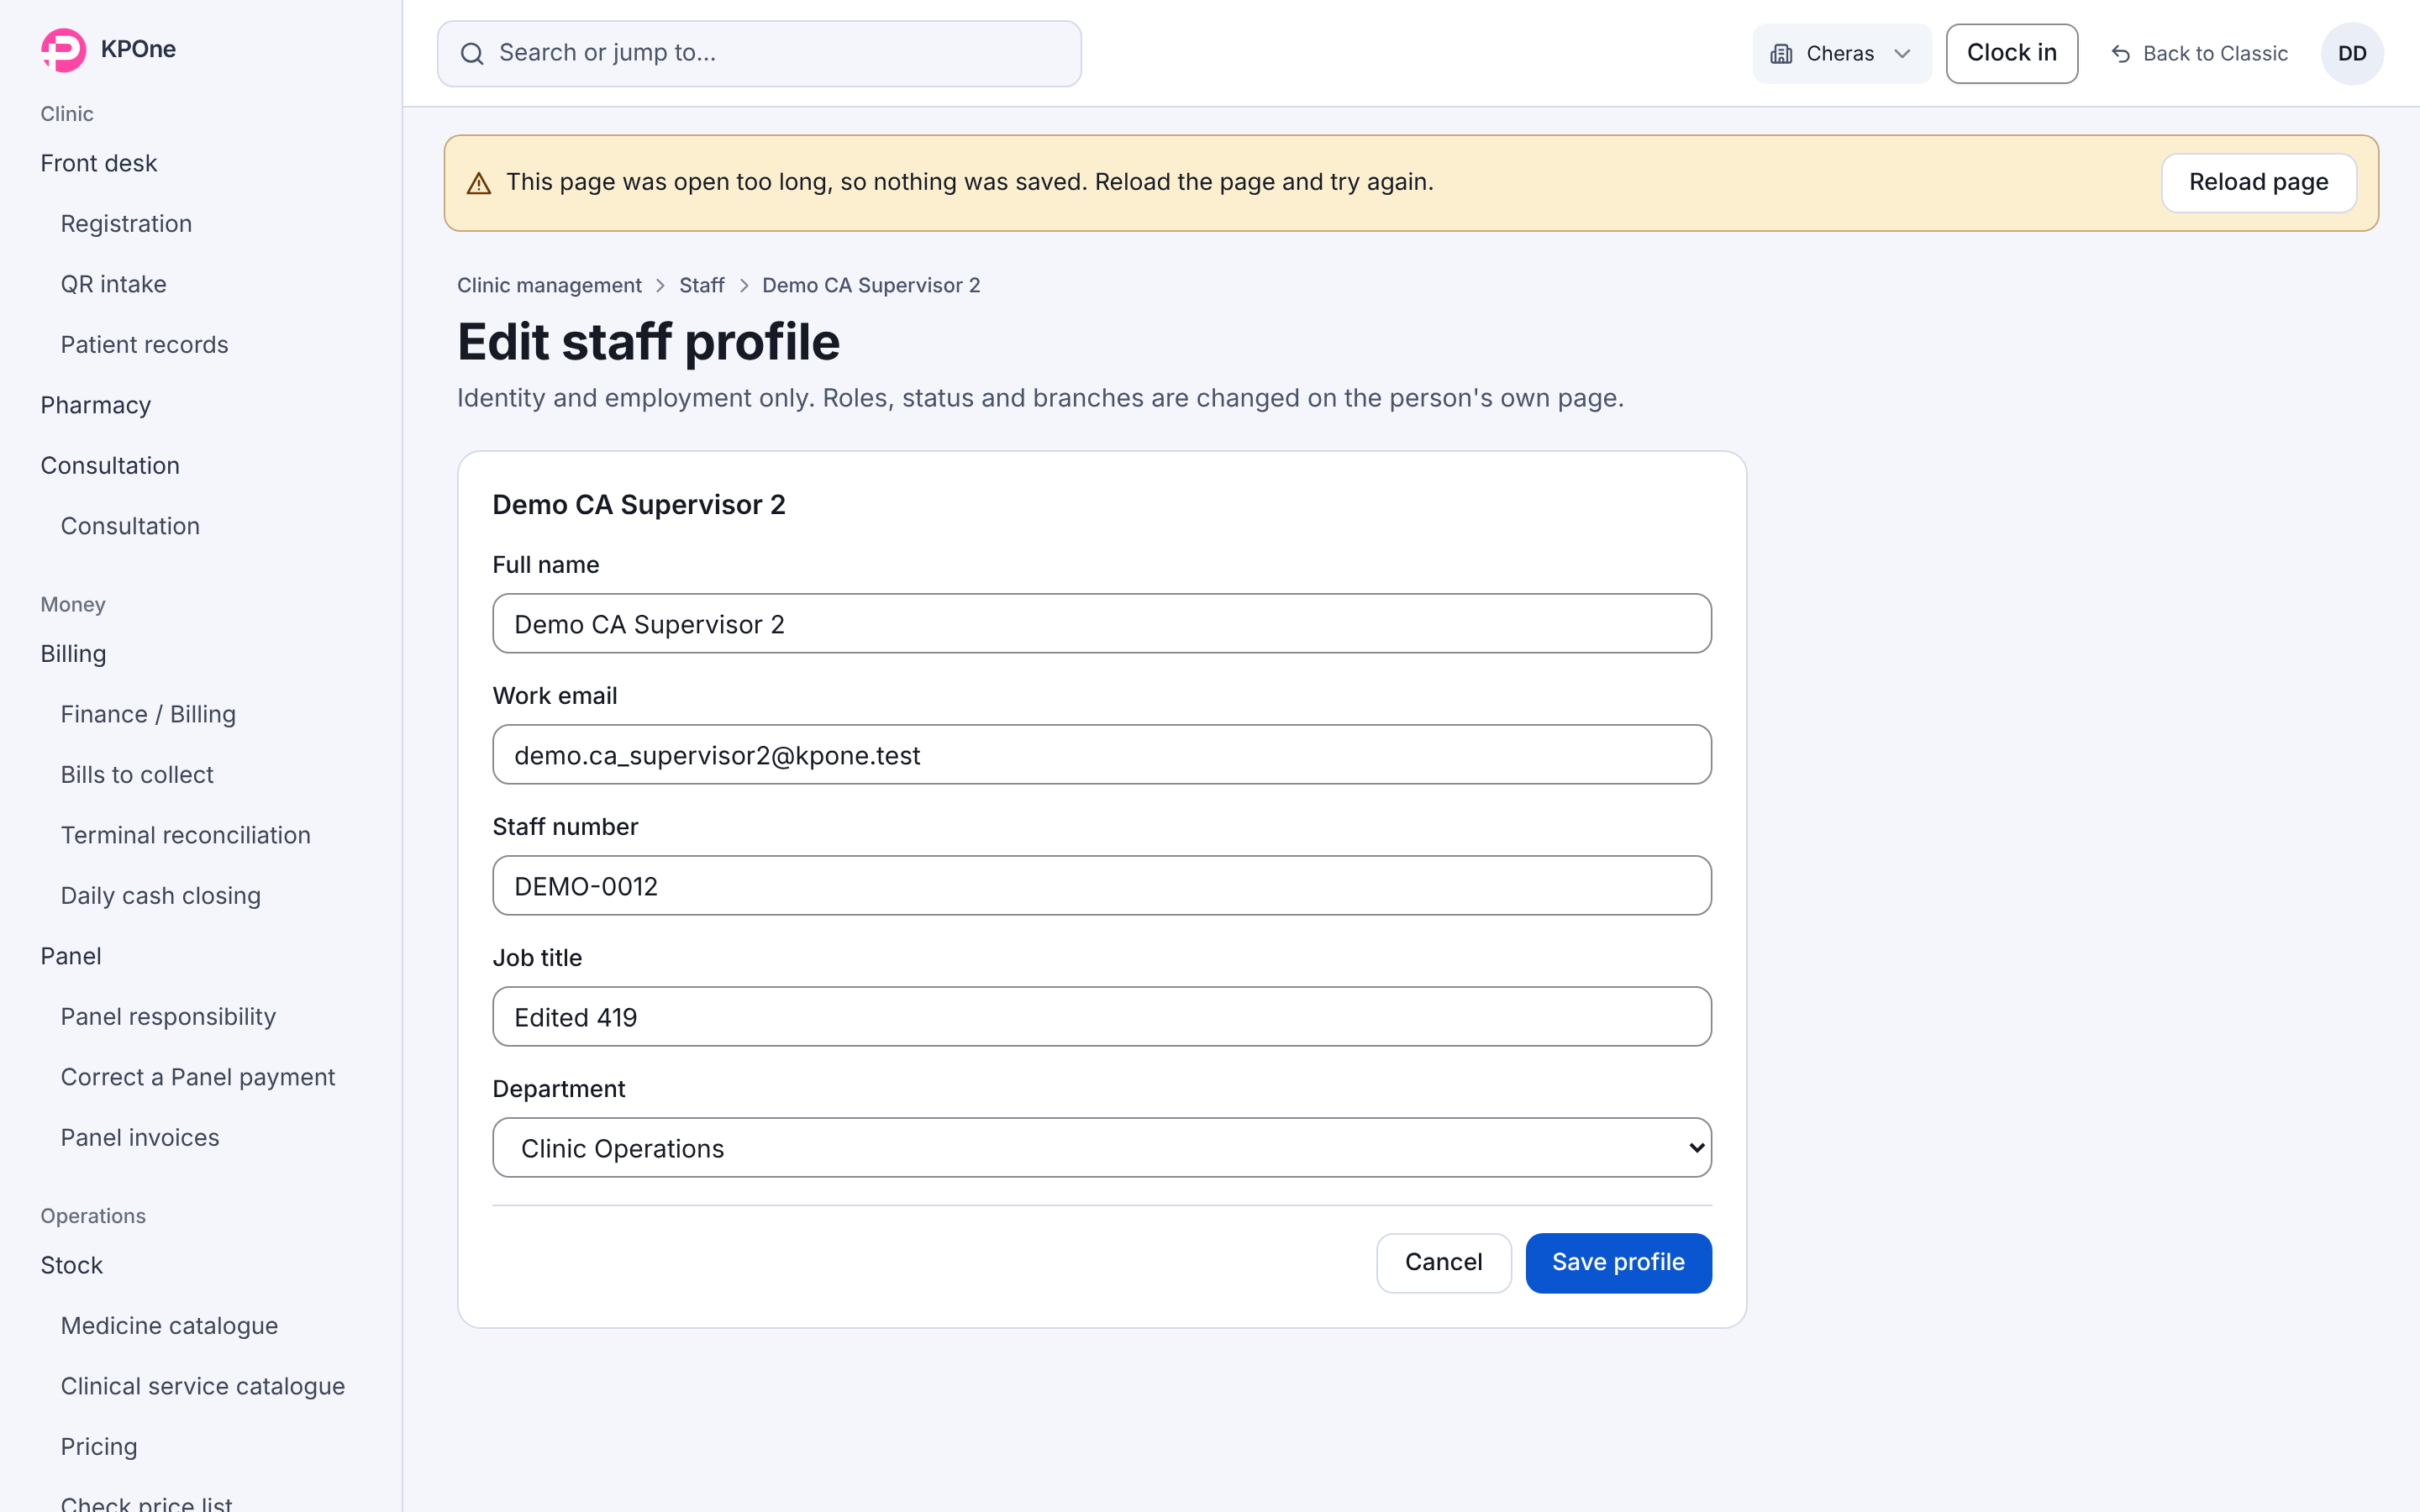 KPOne
Search or jump to...
Cheras
Clock in
Back to Classic
DD
Clinic
Front desk
Registration
QR intake
Patient records
Pharmacy
Consultation
Consultation
Money
Billing
Finance / Billing
Bills to collect
Terminal reconciliation
Daily cash closing
Panel
Panel responsibility
Correct a Panel payment
Panel invoices
Operations
Stock
Medicine catalogue
Clinical service catalogue
Pricing
Check price list
This page was open too long, so nothing was saved. Reload the page and try again.
Reload page
Clinic management > Staff > Demo CA Supervisor 2
Edit staff profile
Identity and employment only. Roles, status and branches are changed on the person's own page.
Demo CA Supervisor 2
Full name
Demo CA Supervisor 2
Work email
demo.ca_supervisor2@kpone.test
Staff number
DEMO-0012
Job title
Edited 419
Department
Clinic Operations
Cancel
Save profile